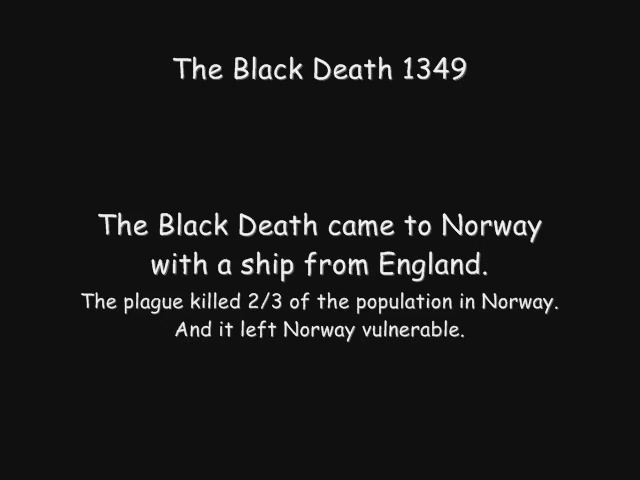 The Black Death 1349
The Black Death came to Norway
with a ship from England.
The plague killed 2/3 of the population in Norway.
And it left Norway vulnerable.